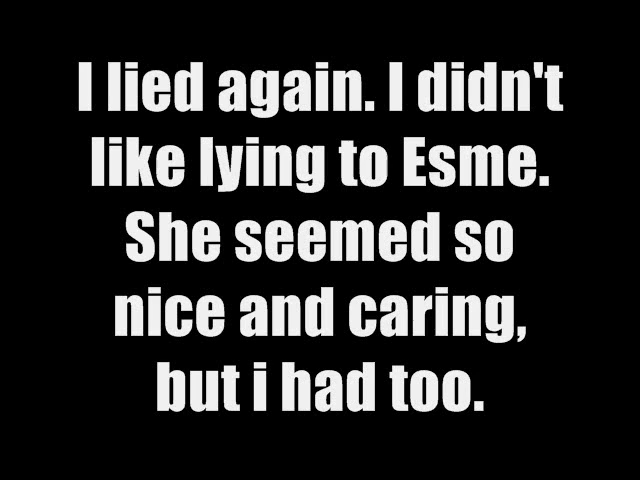 I lied again. I didn't
like lying to Esme.
She seemed so
nice and caring,
but i had too.